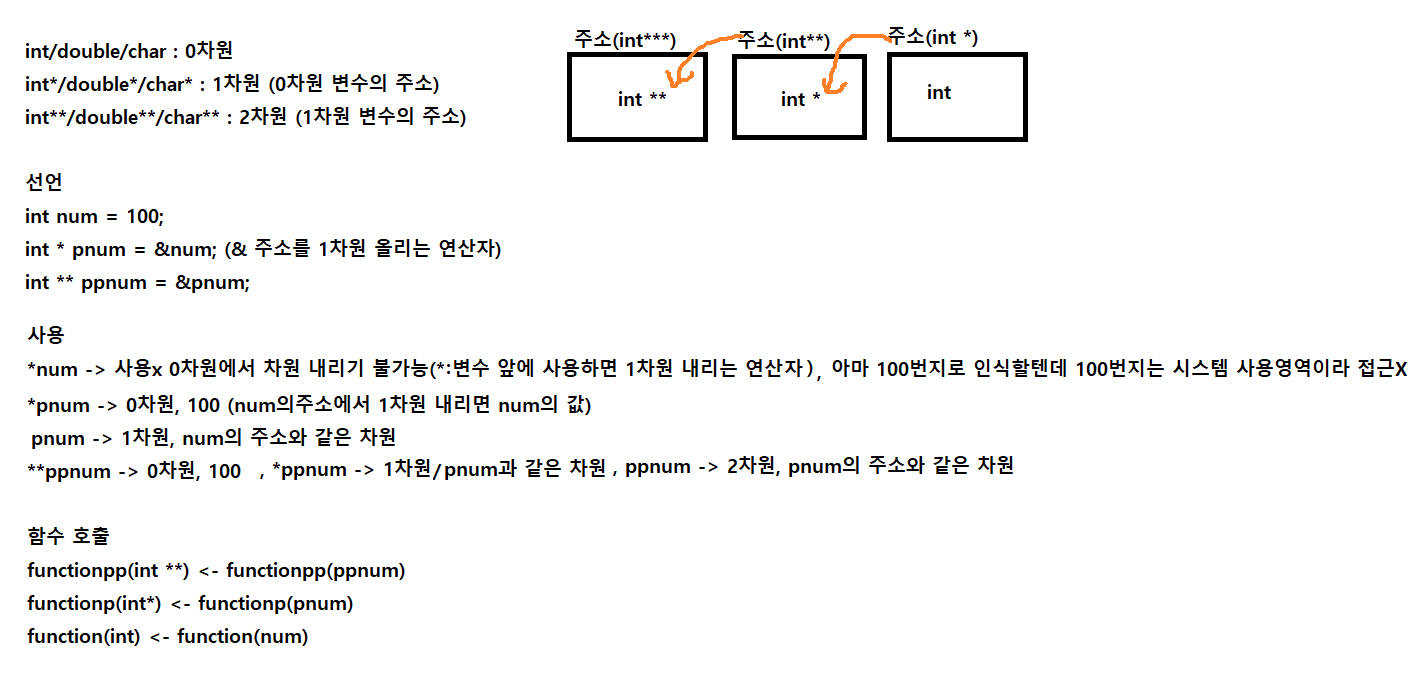 int/double/char : 0차원
int*/double*/char* : 1차원 (0차원 변수의 주소)
int**/double**/char** : 2차원 (1차원 변수의 주소)
주소(int***) 주소(int**) 주소(int *)
int ** int * int
선언
int num = 100;
int * pnum = &num; (& 주소를 1차원 올리는 연산자)
int ** ppnum = &pnum;
사용
*num -> 사용x 0차원에서 차원 내리기 불가능(*:변수 앞에 사용하면 1차원 내리는 연산자), 아마 100번지로 인식할텐데 100번지는 시스템 사용영역이라 접근X
*pnum -> 0차원, 100 (num의주소에서 1차원 내리면 num의 값)
pnum -> 1차원, num의 주소와 같은 차원
**ppnum -> 0차원, 100 , *ppnum -> 1차원/pnum과 같은 차원 , ppnum -> 2차원, pnum의 주소와 같은 차원
함수 호출
functionpp(int **) <- functionpp(ppnum)
functionp(int*) <- functionp(pnum)
function(int) <- function(num)